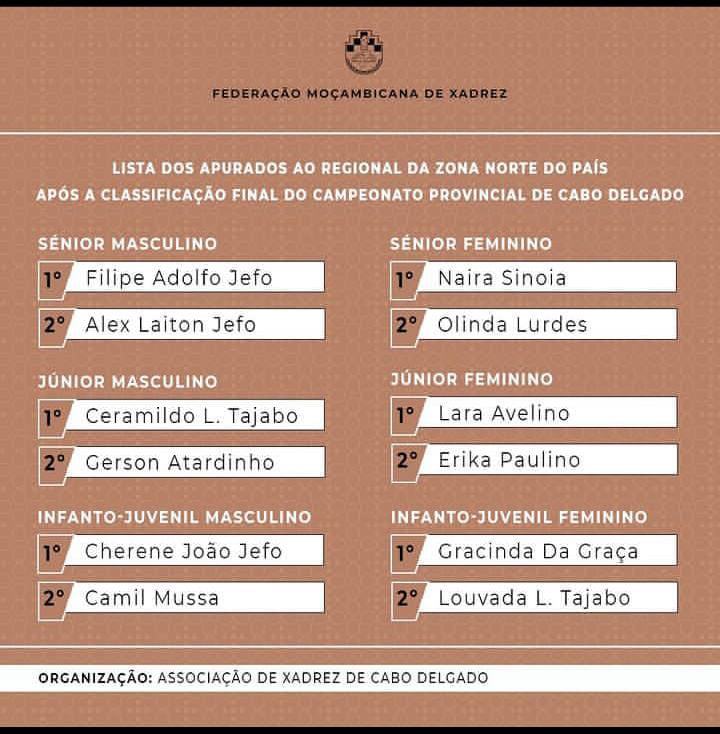 FEDERAÇÃO MOÇAMBICANA DE XADREZ
LISTA DOS APURADOS AO REGIONAL DA ZONA NORTE DO PAÍS
APÓS A CLASSIFICAÇÃO FINAL DO CAMPEONATO PROVINCIAL DE CABO DELGADO
SÉNIOR MASCULINO
1º Filipe Adolfo Jefo
2º Alex Laiton Jefo
SÉNIOR FEMININO
1º Naira Sinoia
2º Olinda Lurdes
JÚNIOR MASCULINO
1º Ceramildo L. Tajabo
2º Gerson Atardinho
JÚNIOR FEMININO
1º Lara Avelino
2º Erika Paulino
INFANTO-JUVENIL MASCULINO
1º Cherene João Jefo
2º Camil Mussa
INFANTO-JUVENIL FEMININO
1º Gracinda Da Graça
2º Louvada L. Tajabo
ORGANIZAÇÃO: ASSOCIAÇÃO DE XADREZ DE CABO DELGADO